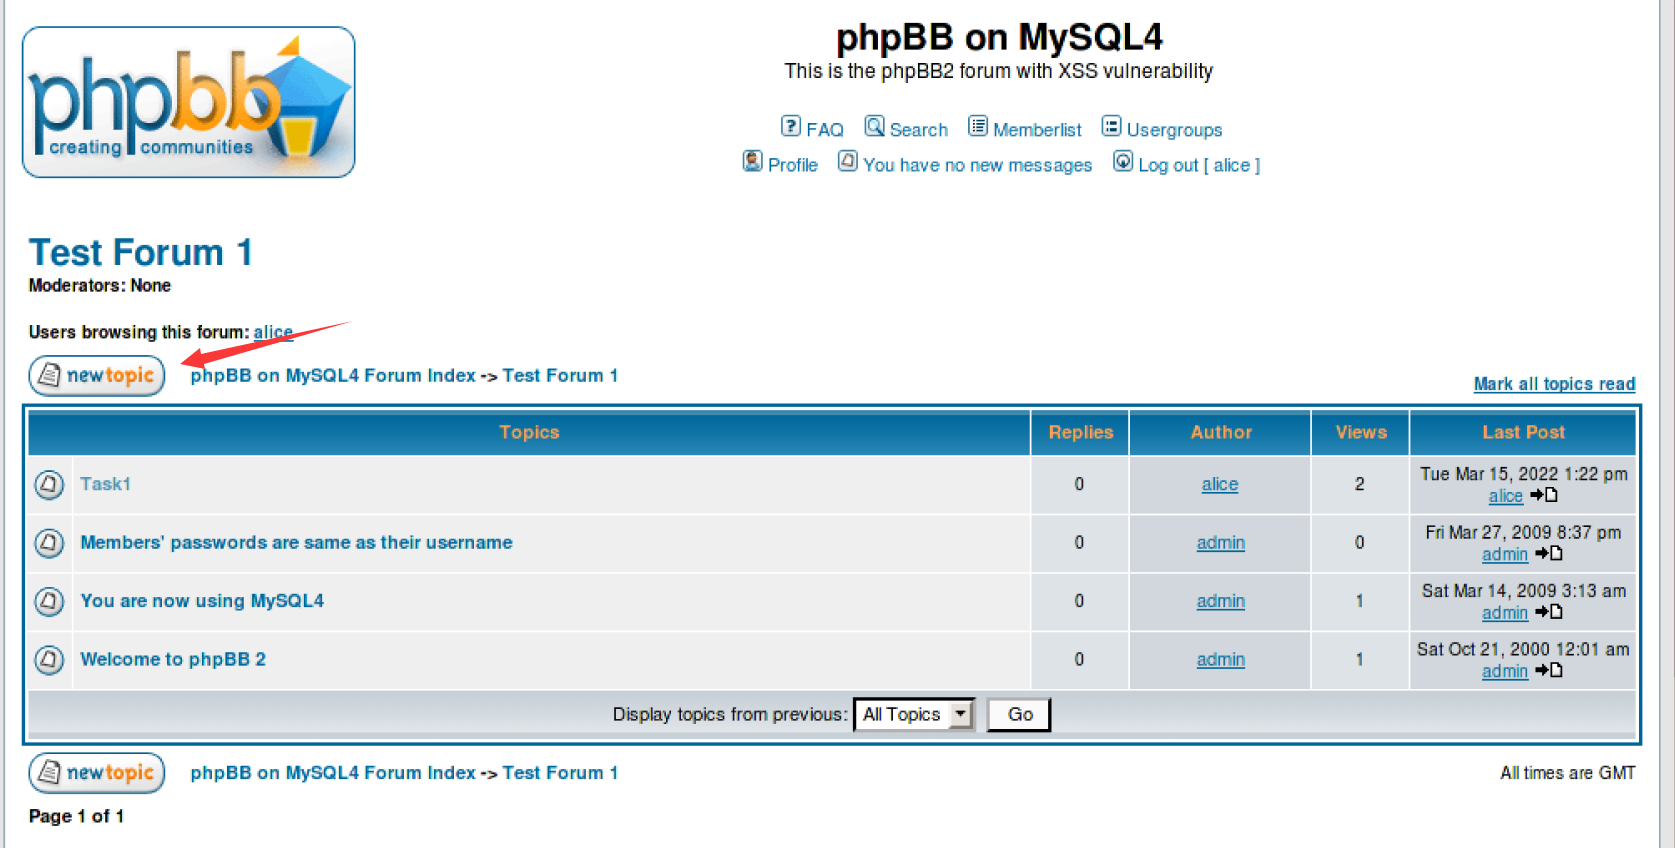 phpBB on MySQL4
This is the phpBB2 forum with XSS vulnerability
phpbb
creating communities
FAQ Search Memberlist Usergroups
Profile You have no new messages Log out [ alice ]
Test Forum 1
Moderators: None
Users browsing this forum: alice
newtopic phpBB on MySQL4 Forum Index -> Test Forum 1
Mark all topics read
Topics Replies Author Views Last Post
Task1 0 alice 2 Tue Mar 15, 2022 1:22 pm
alice
Members' passwords are same as their username 0 admin 0 Fri Mar 27, 2009 8:37 pm
admin
You are now using MySQL4 0 admin 1 Sat Mar 14, 2009 3:13 am
admin
Welcome to phpBB 2 0 admin 1 Sat Oct 21, 2000 12:01 am
admin
Display topics from previous: All Topics Go
newtopic phpBB on MySQL4 Forum Index -> Test Forum 1 All times are GMT
Page 1 of 1